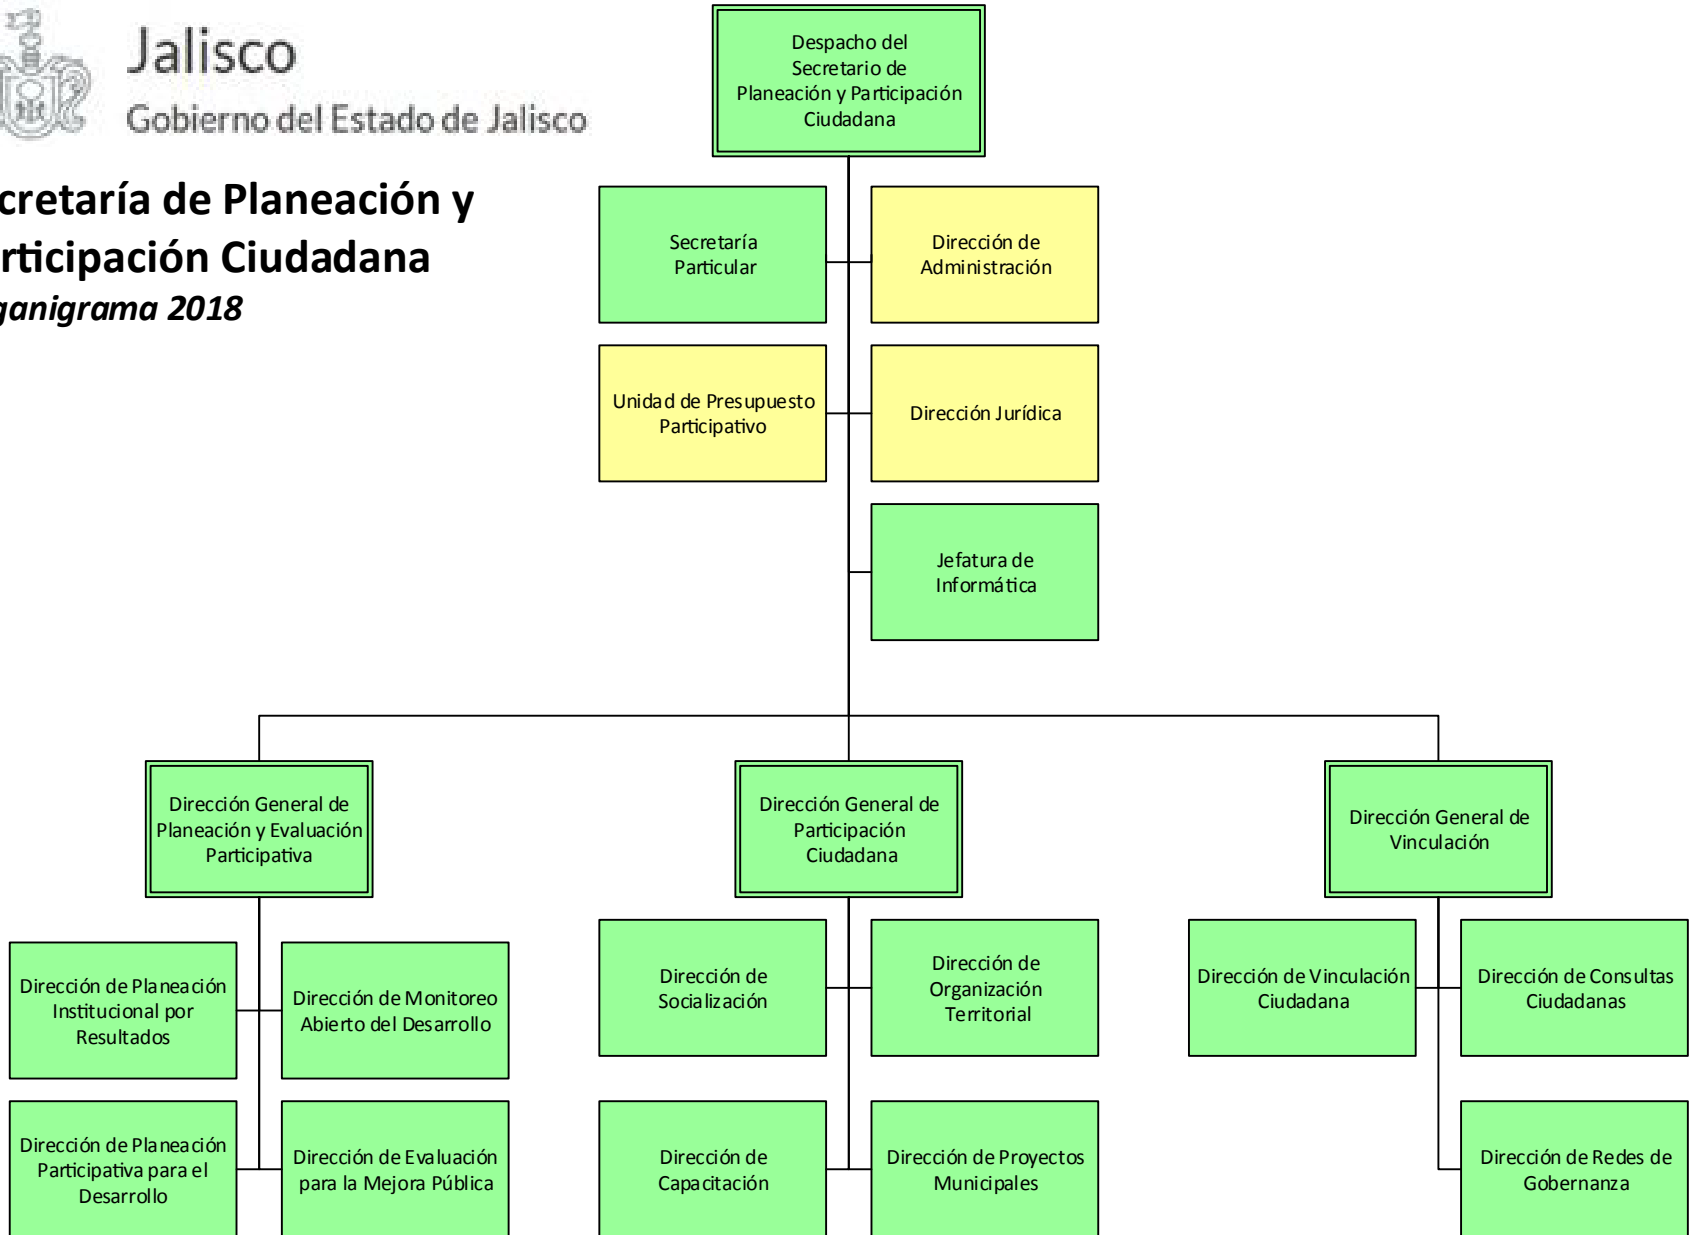 Jalisco
Gobierno del Estado de Jalisco
cretaría de Planeación y
rticipación Ciudadana
ganigrama 2018
Despacho del
Secretario de
Planeación y Participación
Ciudadana
Secretaría
Particular
Dirección de
Administración
Unidad de Presupuesto
Participativo
Dirección Jurídica
Jefatura de
Informática
Dirección General de
Planeación y Evaluación
Participativa
Dirección General de
Participación
Ciudadana
Dirección General de
Vinculación
Dirección de Planeación
Institucional por
Resultados
Dirección de Monitoreo
Abierto del Desarrollo
Dirección de
Socialización
Dirección de
Organización
Territorial
Dirección de Vinculación
Ciudadana
Dirección de Consultas
Ciudadanas
Dirección de Planeación
Participativa para el
Desarrollo
Dirección de Evaluación
para la Mejora Pública
Dirección de
Capacitación
Dirección de Proyectos
Municipales
Dirección de Redes de
Gobernanza